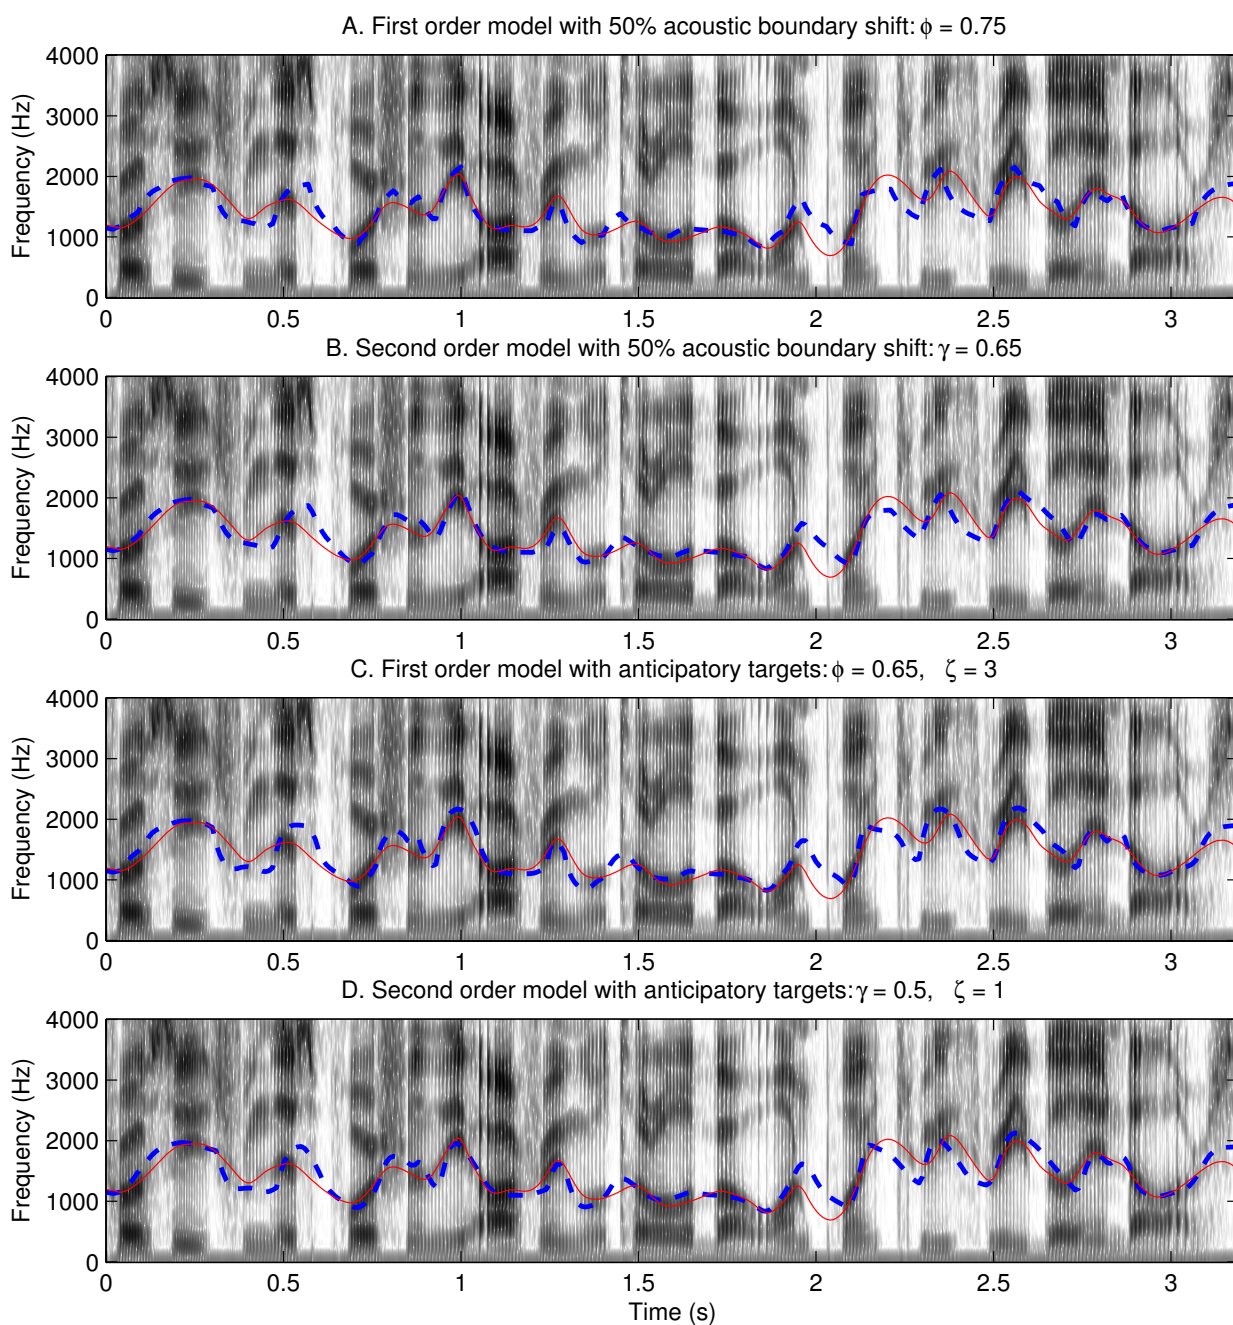 A. First order model with 50% acoustic boundary shift: ϕ = 0.75
4000
3000
2000
1000
0
Frequency (Hz)
0 0.5 1 1.5 2 2.5 3
B. Second order model with 50% acoustic boundary shift: γ = 0.65
4000
3000
2000
1000
0
Frequency (Hz)
0 0.5 1 1.5 2 2.5 3
C. First order model with anticipatory targets: ϕ = 0.65, ζ = 3
4000
3000
2000
1000
0
Frequency (Hz)
0 0.5 1 1.5 2 2.5 3
D. Second order model with anticipatory targets: γ = 0.5, ζ = 1
4000
3000
2000
1000
0
Frequency (Hz)
0 0.5 1 1.5 2 2.5 3
Time (s)